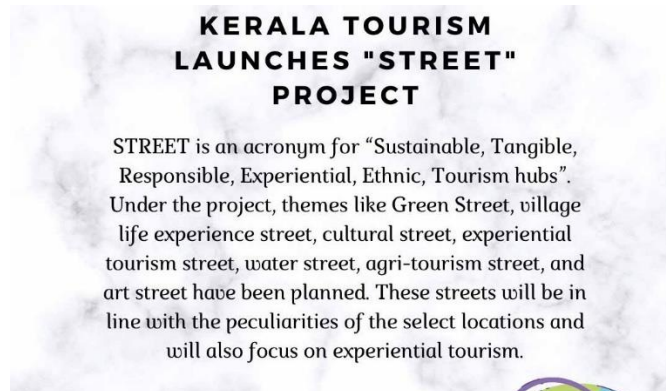 KERALA TOURISM
LAUNCHES "STREET"
PROJECT
STREET is an acronym for “Sustainable, Tangible,
Responsible, Experiential, Ethnic, Tourism hubs”.
Under the project, themes like Green Street, village
life experience street, cultural street, experiential
tourism street, water street, agri-tourism street, and
art street have been planned. These streets will be in
line with the peculiarities of the select locations and
will also focus on experiential tourism.